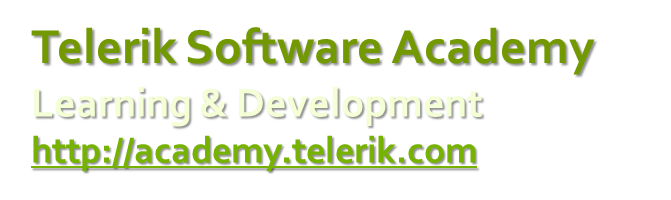 Telerik Software Academy
Learning & Development
http://academy.telerik.com